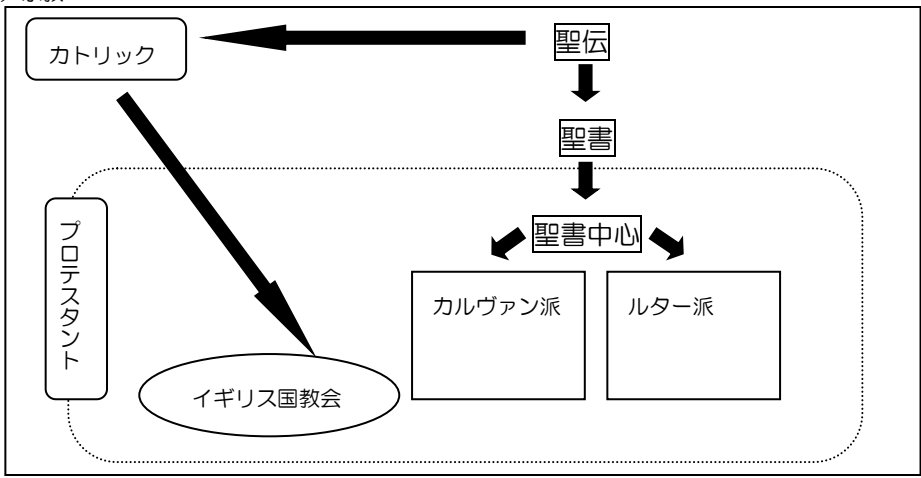 カトリック
聖伝
聖書
聖書中心
プロテスタント
カルヴァン派
ルター派
イギリス国教会